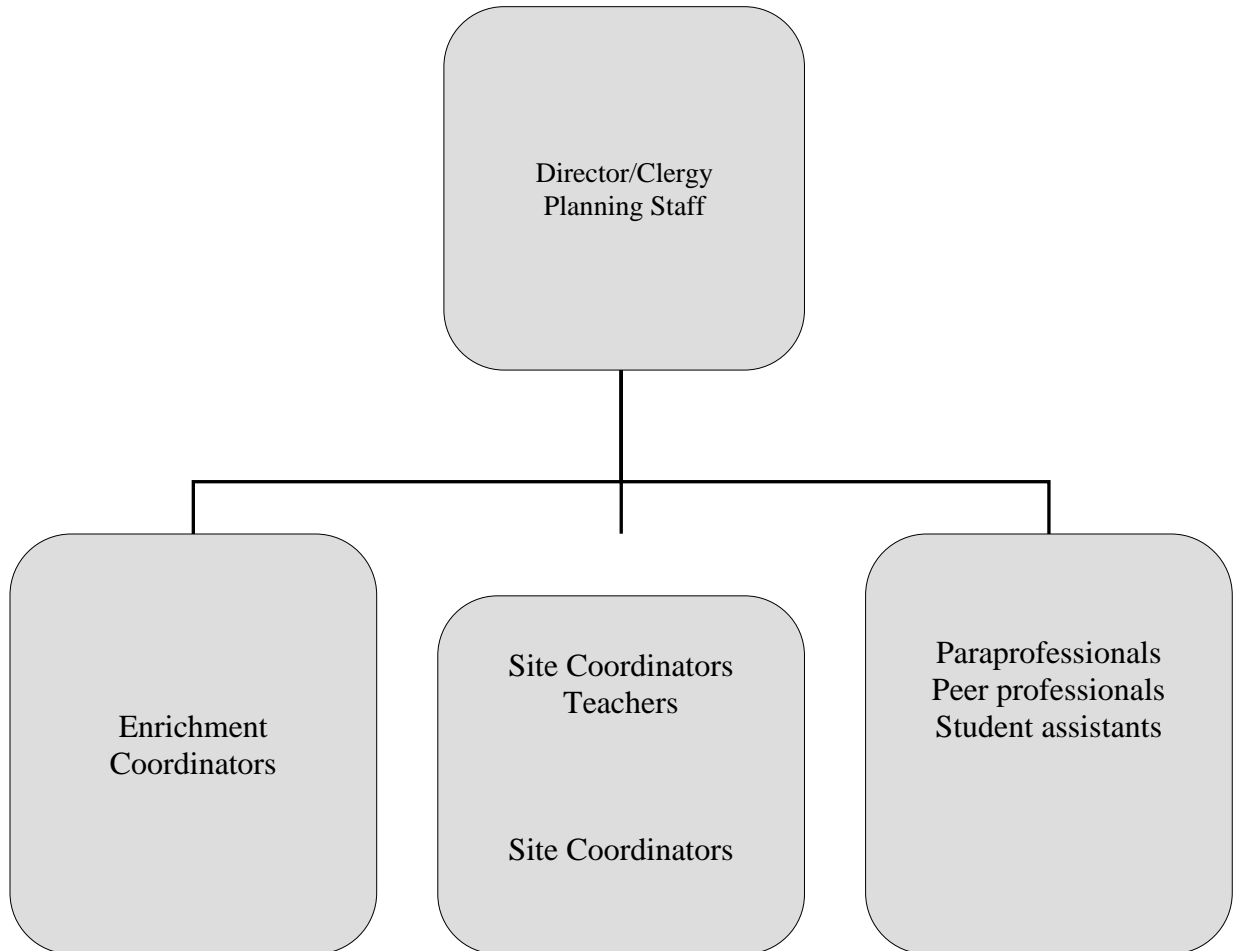 Director/Clergy
Planning Staff
Enrichment
Coordinators
Site Coordinators
Teachers
Site Coordinators
Paraprofessionals
Peer professionals
Student assistants